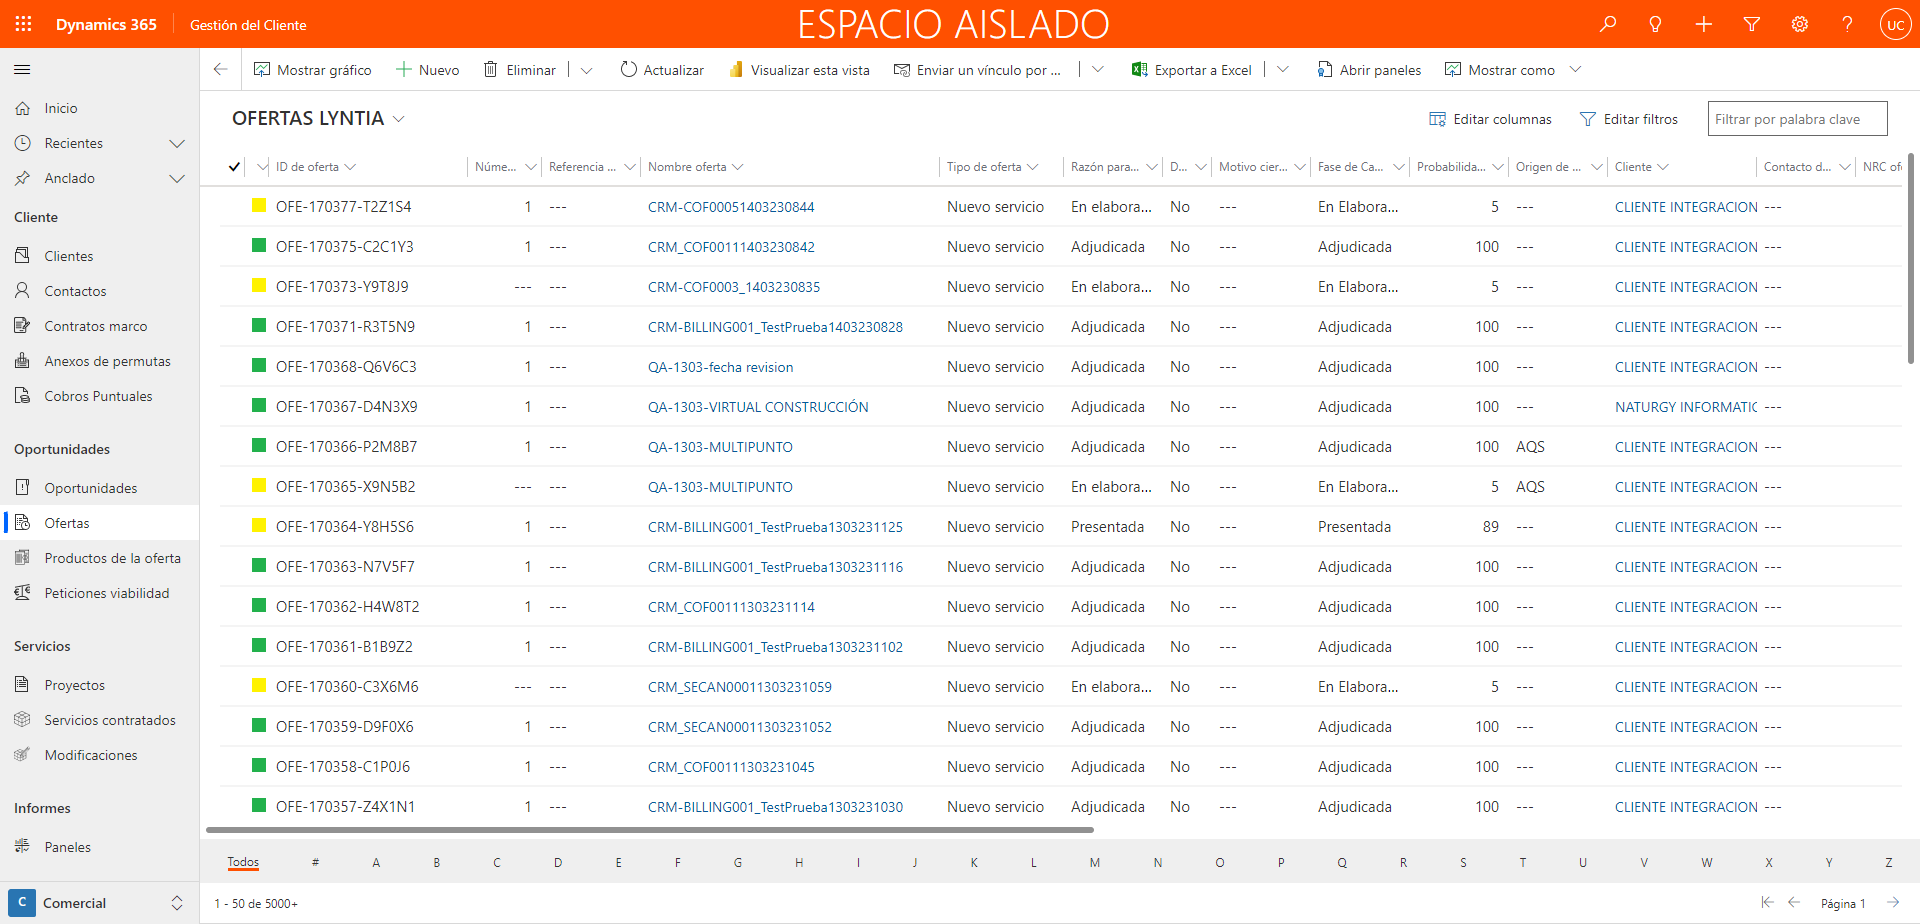 Dynamics 365 Gestión del Cliente ESPACIO AISLADO UC
Mostrar gráfico Nuevo Eliminar Actualizar Visualizar esta vista Enviar un vínculo por ... Exportar a Excel Abrir paneles Mostrar como
Inicio
Recientes
Anclado
Cliente
Clientes
Contactos
Contratos marco
Anexos de permutas
Cobros Puntuales
Oportunidades
Oportunidades
Ofertas
Productos de la oferta
Peticiones viabilidad
Servicios
Proyectos
Servicios contratados
Modificaciones
Informes
Paneles
C Comercial
OFERTAS LYNTIA Editar columnas Editar filtros Filtrar por palabra clave
ID de oferta Núme... Referencia ... Nombre oferta Tipo de oferta Razón para... D... Motivo cier... Fase de Ca... Probabilida... Origen de ... Cliente Contacto d... NRC ofe
OFE-170377-T2Z1S4 1 --- CRM-COF00051403230844 Nuevo servicio En elabora... No --- En Elabora... 5 --- CLIENTE INTEGRACION ---
OFE-170375-C2C1Y3 1 --- CRM_COF00111403230842 Nuevo servicio Adjudicada No --- Adjudicada 100 --- CLIENTE INTEGRACION ---
OFE-170373-Y9T8J9 --- --- CRM-COF0003_1403230835 Nuevo servicio En elabora... No --- En Elabora... 5 --- CLIENTE INTEGRACION ---
OFE-170371-R3T5N9 1 --- CRM-BILLING001_TestPrueba1403230828 Nuevo servicio Adjudicada No --- Adjudicada 100 --- CLIENTE INTEGRACION ---
OFE-170368-Q6V6C3 1 --- QA-1303-fecha revision Nuevo servicio Adjudicada No --- Adjudicada 100 --- CLIENTE INTEGRACION ---
OFE-170367-D4N3X9 1 --- QA-1303-VIRTUAL CONSTRUCCIÓN Nuevo servicio Adjudicada No --- Adjudicada 100 --- NATURGY INFORMATIC ---
OFE-170366-P2M8B7 1 --- QA-1303-MULTIPUNTO Nuevo servicio Adjudicada No --- Adjudicada 100 AQS CLIENTE INTEGRACION ---
OFE-170365-X9N5B2 --- --- QA-1303-MULTIPUNTO Nuevo servicio En elabora... No --- En Elabora... 5 AQS CLIENTE INTEGRACION ---
OFE-170364-Y8H5S6 1 --- CRM-BILLING001_TestPrueba1303231125 Nuevo servicio Presentada No --- Presentada 89 --- CLIENTE INTEGRACION ---
OFE-170363-N7V5F7 1 --- CRM-BILLING001_TestPrueba1303231116 Nuevo servicio Adjudicada No --- Adjudicada 100 --- CLIENTE INTEGRACION ---
OFE-170362-H4W8T2 1 --- CRM_COF00111303231114 Nuevo servicio Adjudicada No --- Adjudicada 100 --- CLIENTE INTEGRACION ---
OFE-170361-B1B9Z2 1 --- CRM-BILLING001_TestPrueba1303231102 Nuevo servicio Adjudicada No --- Adjudicada 100 --- CLIENTE INTEGRACION ---
OFE-170360-C3X6M6 --- --- CRM_SECAN00011303231059 Nuevo servicio En elabora... No --- En Elabora... 5 --- CLIENTE INTEGRACION ---
OFE-170359-D9F0X6 1 --- CRM_SECAN00011303231052 Nuevo servicio Adjudicada No --- Adjudicada 100 --- CLIENTE INTEGRACION ---
OFE-170358-C1P0J6 1 --- CRM_COF00111303231045 Nuevo servicio Adjudicada No --- Adjudicada 100 --- CLIENTE INTEGRACION ---
OFE-170357-Z4X1N1 1 --- CRM-BILLING001_TestPrueba1303231030 Nuevo servicio Adjudicada No --- Adjudicada 100 --- CLIENTE INTEGRACION ---
Todos # A B C D E F G H I J K L M N O P Q R S T U V W X Y Z
1 - 50 de 5000+ Página 1